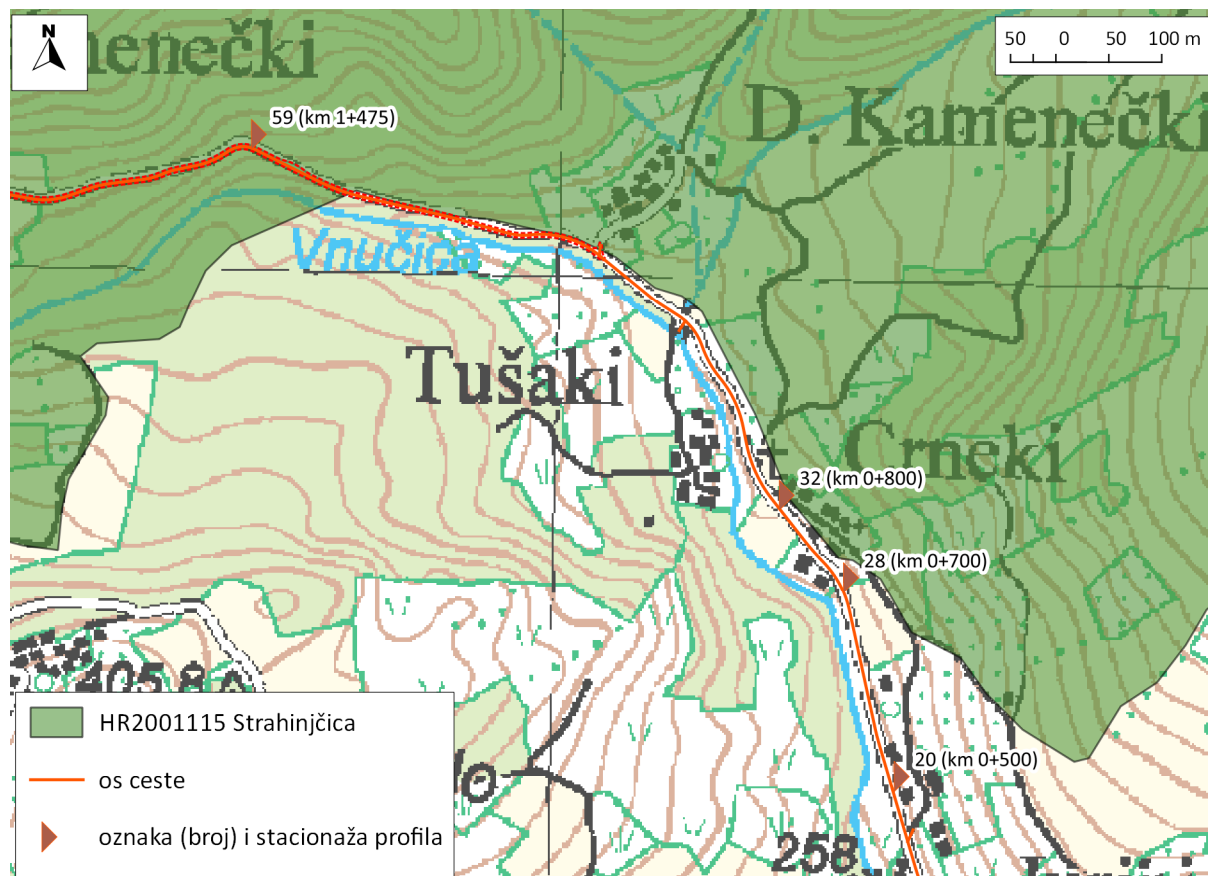 N
50 0 50 100 m
D. Kamenečki
59 (km 1+475)
Vnučica
Tušaki
Crneki
32 (km 0+800)
28 (km 0+700)
20 (km 0+500)
258
HR2001115 Strahinjčica
os ceste
oznaka (broj) i stacionaža profila